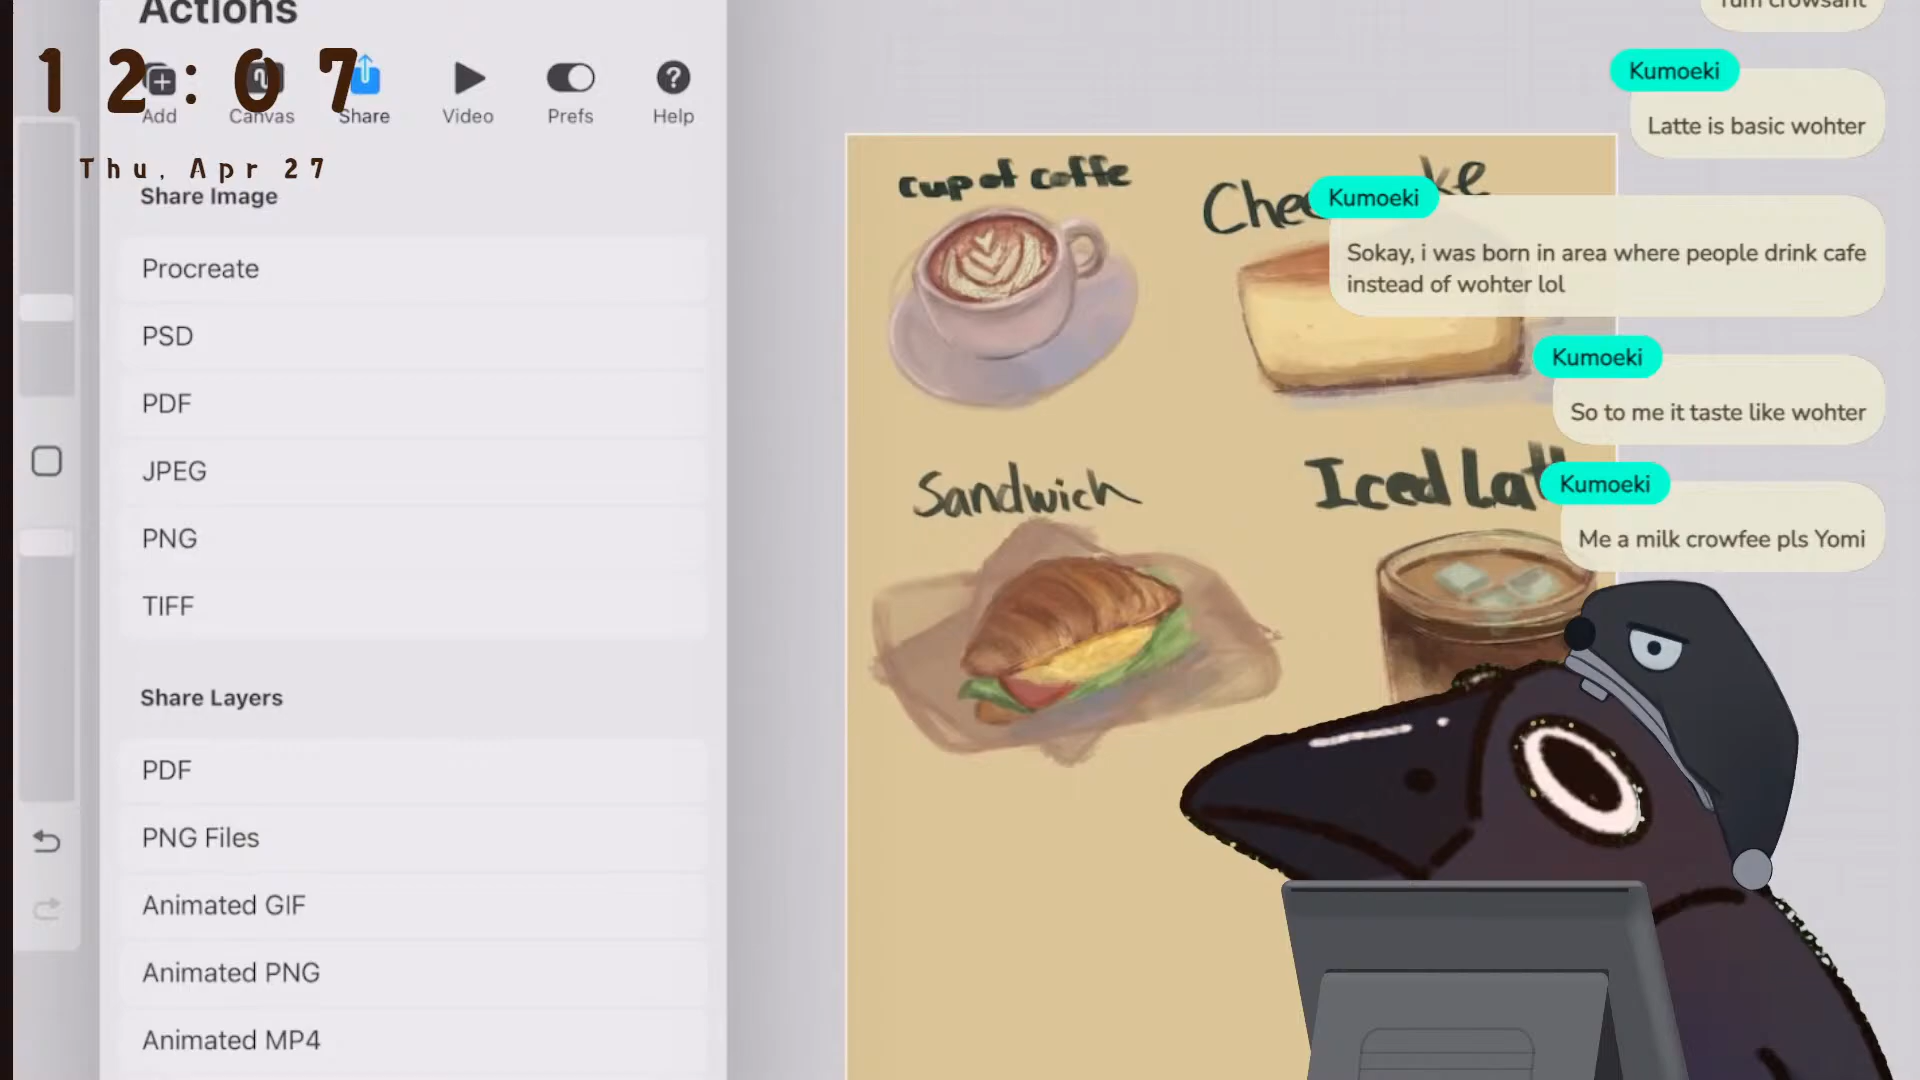 Actions
12:07
Add
Canvas
Share
Video
Prefs
Help
Thu, Apr 27
Share Image
Procreate
PSD
PDF
JPEG
PNG
TIFF
Share Layers
PDF
PNG Files
Animated GIF
Animated PNG
Animated MP4
cup of coffe
Sandwich
Iced
Yum crowsant
Kumoeki
Latte is basic wohter
Kumoeki
Sokay, i was born in area where people drink cafe
instead of wohter lol
Kumoeki
So to me it taste like wohter
Kumoeki
Me a milk crowfee pls Yomi